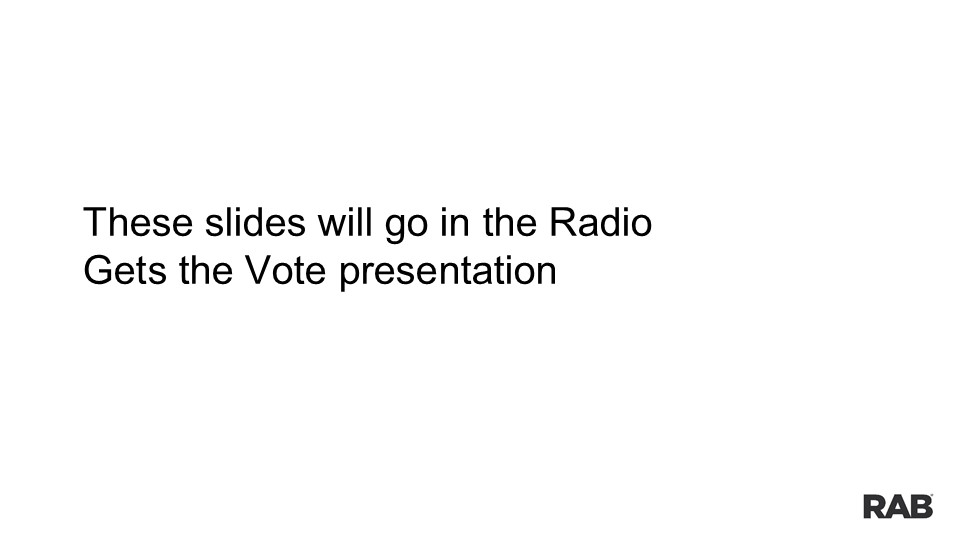 These slides will go in the Radio
Gets the Vote presentation
RAB